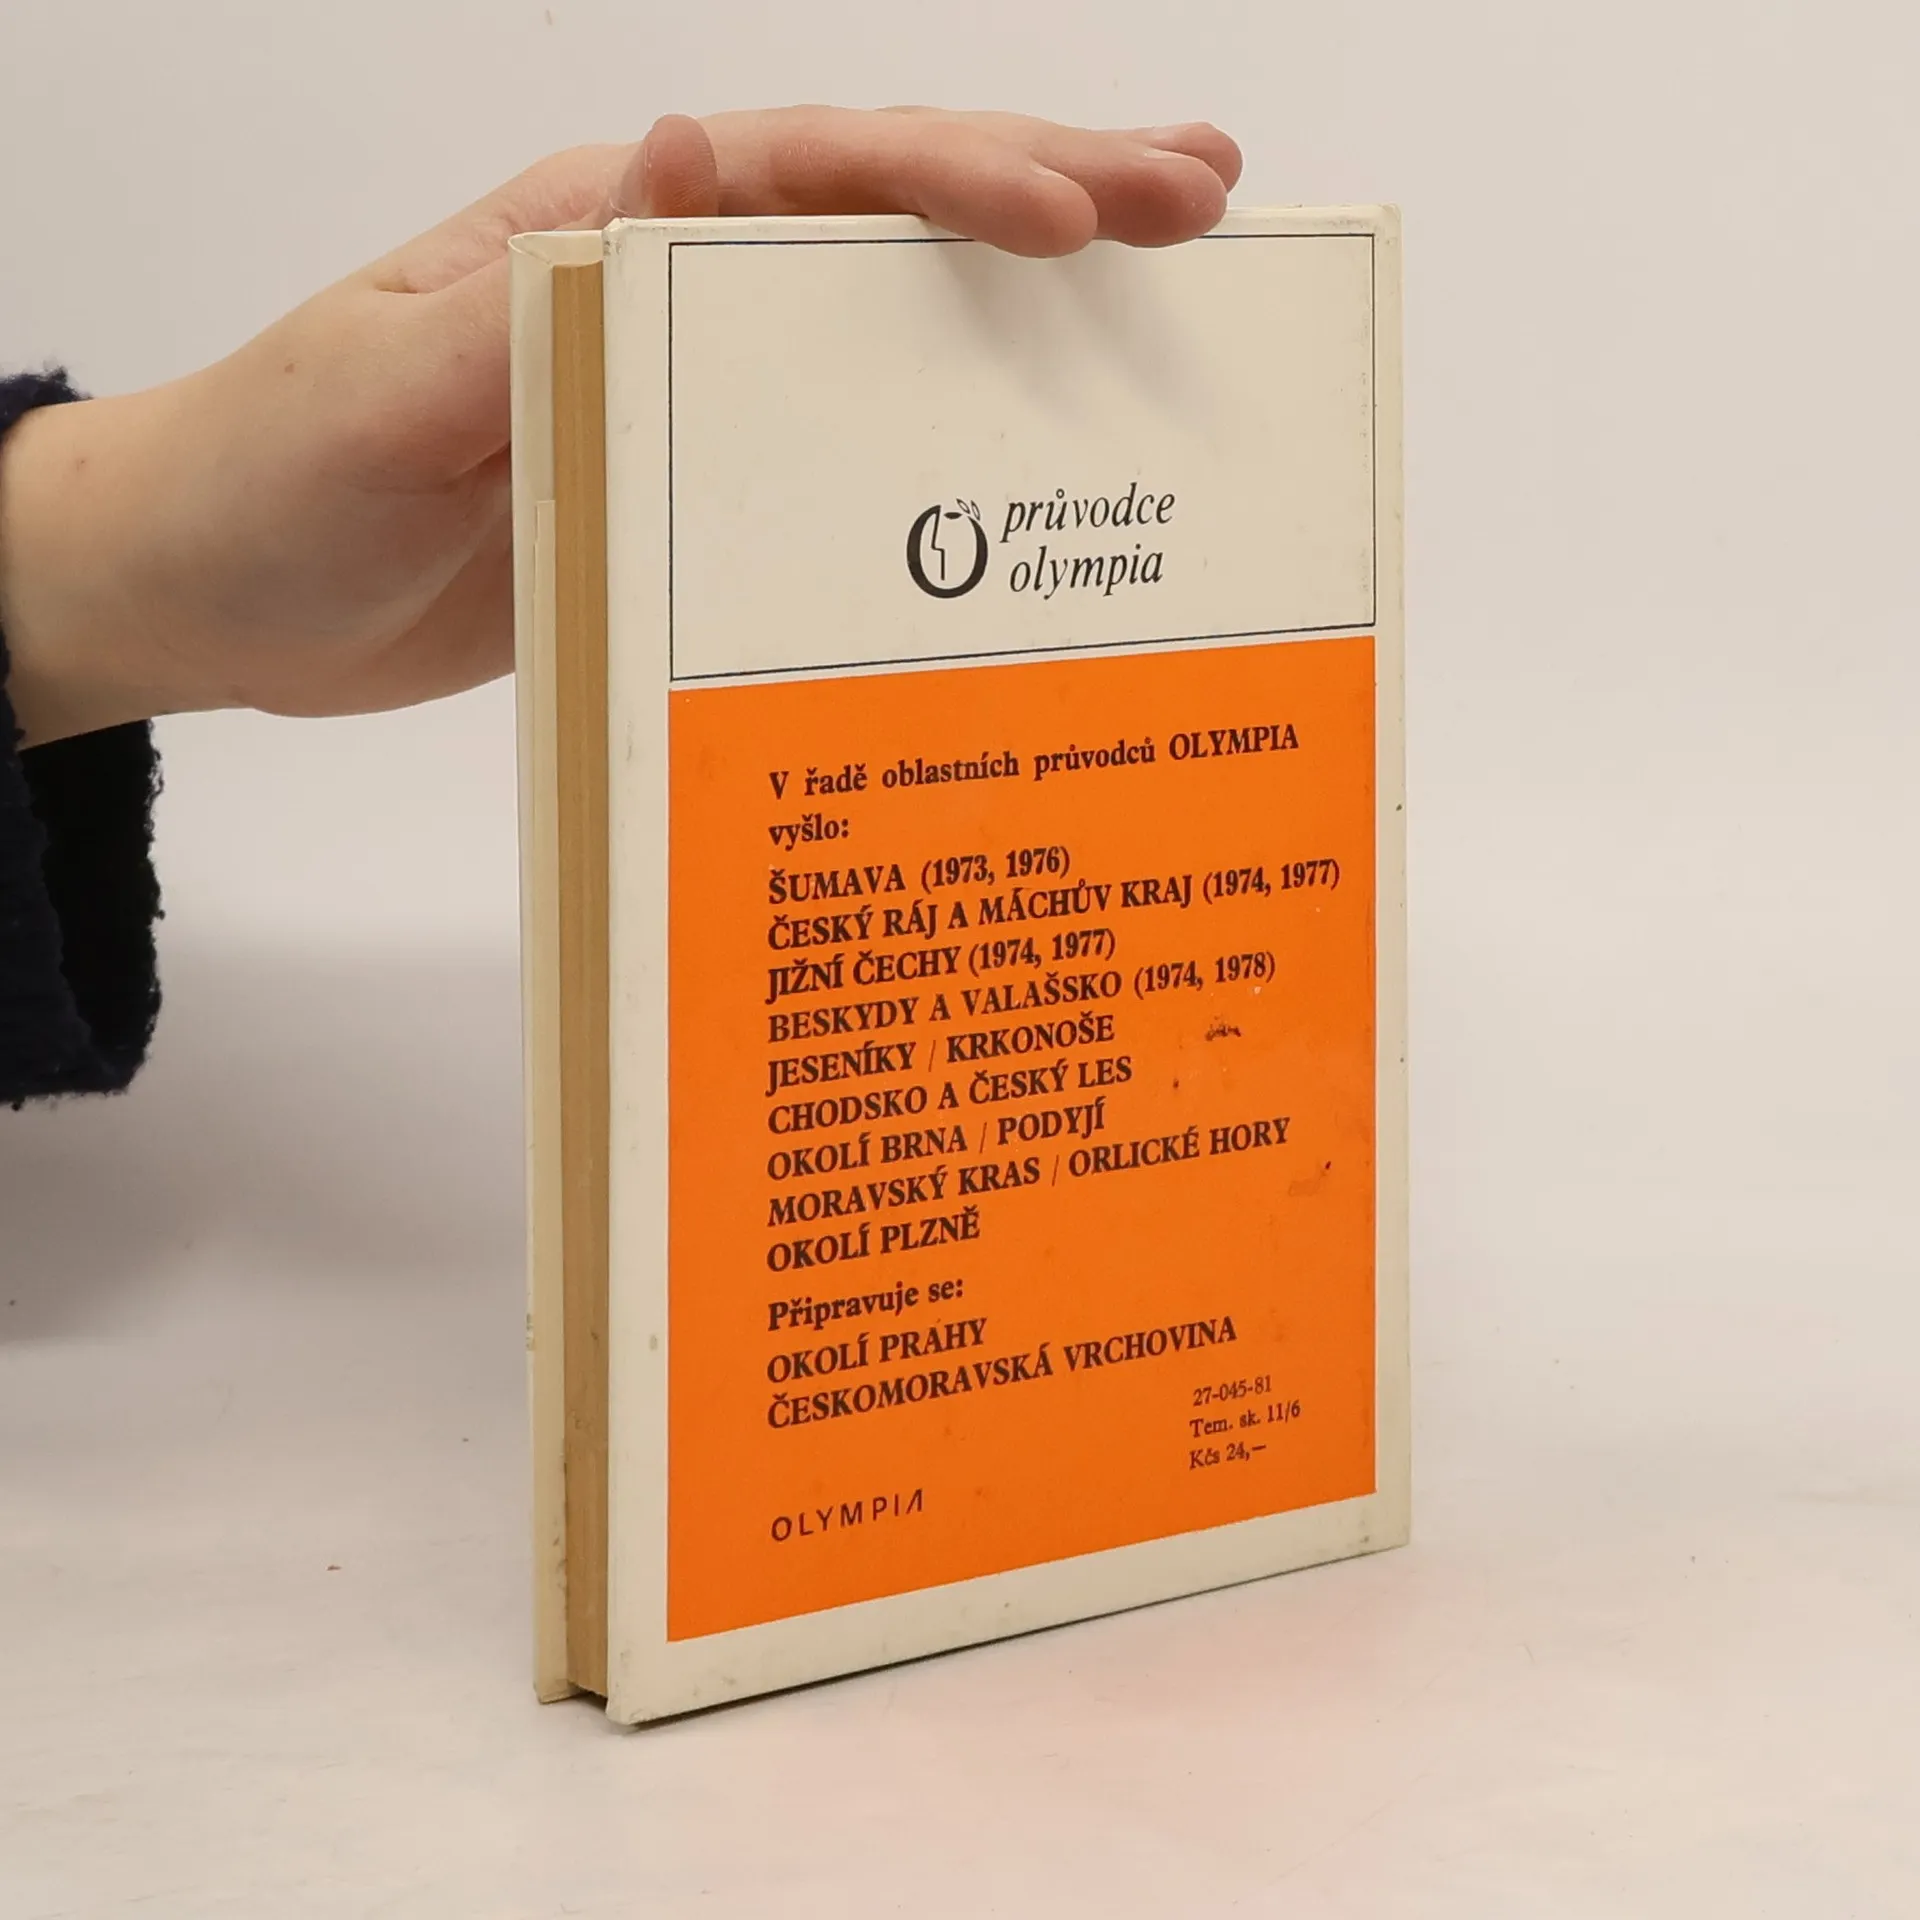 průvodce
olympia
V řadě oblastních průvodců OLYMPIA
vyšlo:
ŠUMAVA (1973, 1976)
ČESKÝ RÁJ A MÁCHŮV KRAJ (1974, 1977)
JIŽNÍ ČECHY (1974, 1977)
BESKYDY A VALAŠSKO (1974, 1978)
JESENÍKY / KRKONOŠE
CHODSKO A ČESKÝ LES
OKOLÍ BRNA / PODYJÍ
MORAVSKÝ KRAS / ORLICKÉ HORY
OKOLÍ PLZNĚ
Připravuje se:
OKOLÍ PRAHY
ČESKOMORAVSKÁ VRCHOVINA
27-045-81
Tem. sk. 11/6
Kčs 24,—
OLYMPIA